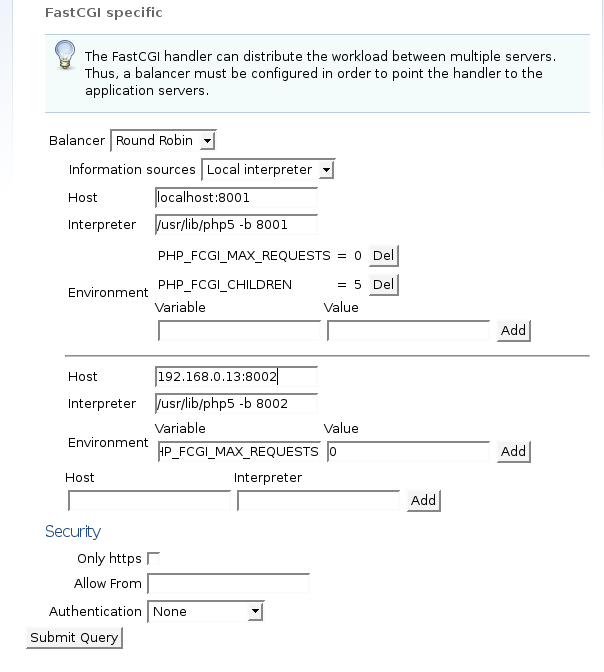 FastCGI specific
The FastCGI handler can distribute the workload between multiple servers.
Thus, a balancer must be configured in order to point the handler to the
application servers.
Balancer Round Robin
Information sources Local interpreter
Host localhost:8001
Interpreter /usr/lib/php5 -b 8001
PHP_FCGI_MAX_REQUESTS = 0 Del
Environment PHP_FCGI_CHILDREN = 5 Del
Variable Value
Add
Host 192.168.0.13:8002
Interpreter /usr/lib/php5 -b 8002
Variable Value
Environment HP_FCGI_MAX_REQUESTS 0 Add
Host Interpreter
Add
Security
Only https
Allow From
Authentication None
Submit Query